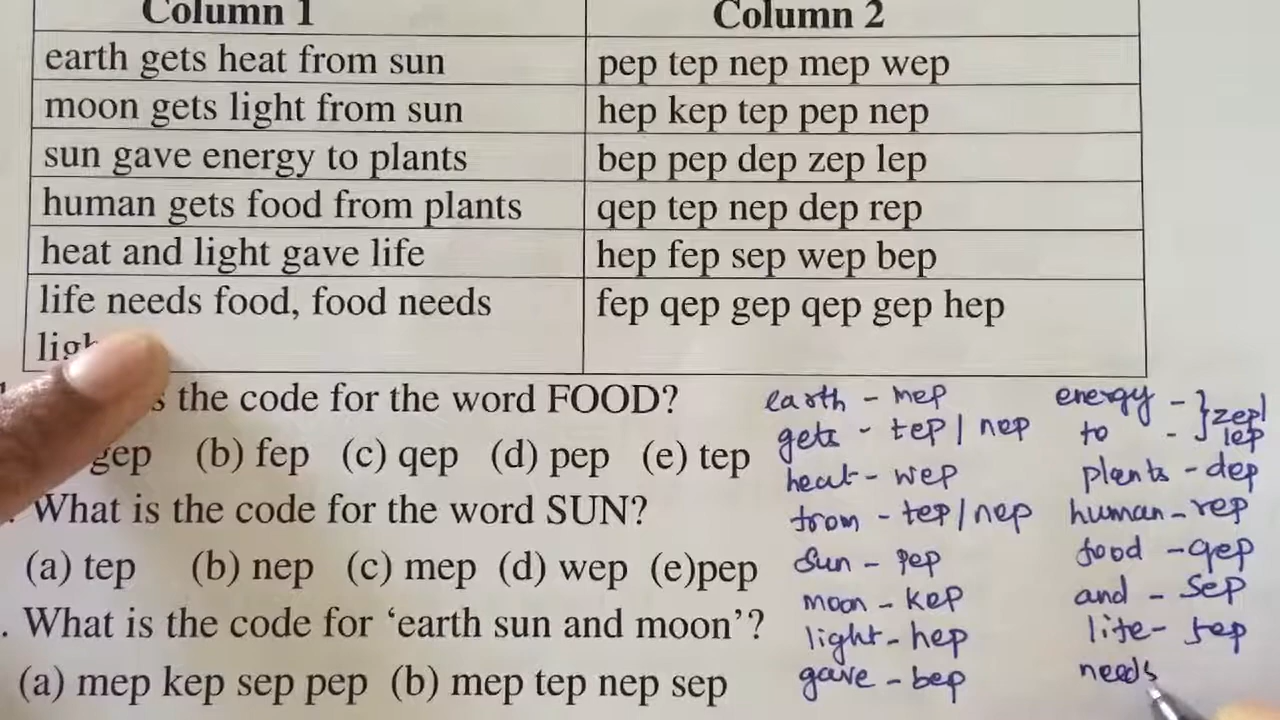 Column 1 Column 2
earth gets heat from sun pep tep nep mep wep
moon gets light from sun hep kep tep pep nep
sun gave energy to plants bep pep dep zep lep
human gets food from plants qep tep nep dep rep
heat and light gave life hep fep sep wep bep
life needs food, food needs fep qep gep qep gep hep
the code for the word FOOD?
gep (b) fep (c) qep (d) pep (e) tep
What is the code for the word SUN?
(a) tep (b) nep (c) mep (d) wep (e)pep
. What is the code for ‘earth sun and moon’?
(a) mep kep sep pep (b) mep tep nep sep
earth - mep
gets - tep / nep
heat - wep
from - tep/nep
Sun - pep
moon - kep
light - hep
gave - bep
energy - } zep/
to - lep
plants - dep
human - rep
food - qep
and - sep
life - fep
needs